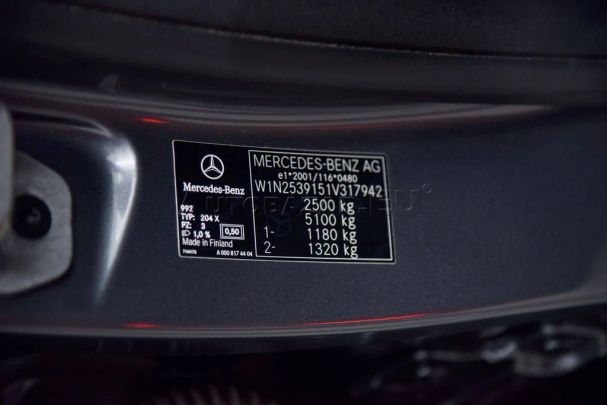 MERCEDES-BENZ AG
e1*2001/116*0480
W1N2539151V317942
2500 kg
5100 kg
1- 1180 kg
2- 1320 kg
Mercedes-Benz
992
TYP: 204 X
PZ: 3
1,0 % 0,50
Made in Finland
A 000 817 44 04